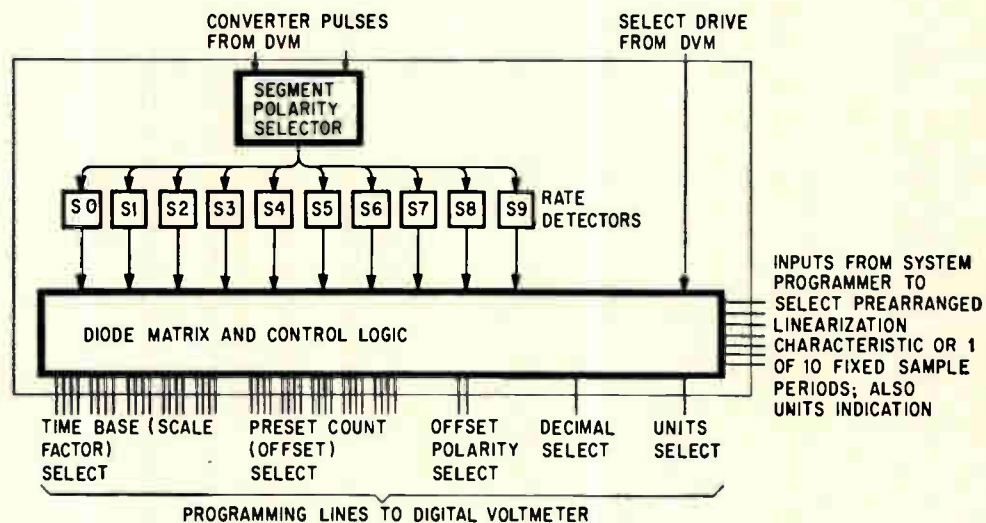 CONVERTER PULSES
FROM DVM
SELECT DRIVE
FROM DVM
SEGMENT
POLARITY
SELECTOR
S0 S1 S2 S3 S4 S5 S6 S7 S8 S9
RATE
DETECTORS
DIODE MATRIX AND CONTROL LOGIC
INPUTS FROM SYSTEM
PROGRAMMER TO
SELECT PREARRANGED
LINEARIZATION
CHARACTERISTIC OR 1
OF 10 FIXED SAMPLE
PERIODS; ALSO
UNITS INDICATION
TIME BASE (SCALE
FACTOR)
SELECT
PRESET COUNT
(OFFSET)
SELECT
OFFSET
POLARITY
SELECT
DECIMAL
SELECT
UNITS
SELECT
PROGRAMMING LINES TO DIGITAL VOLTMETER